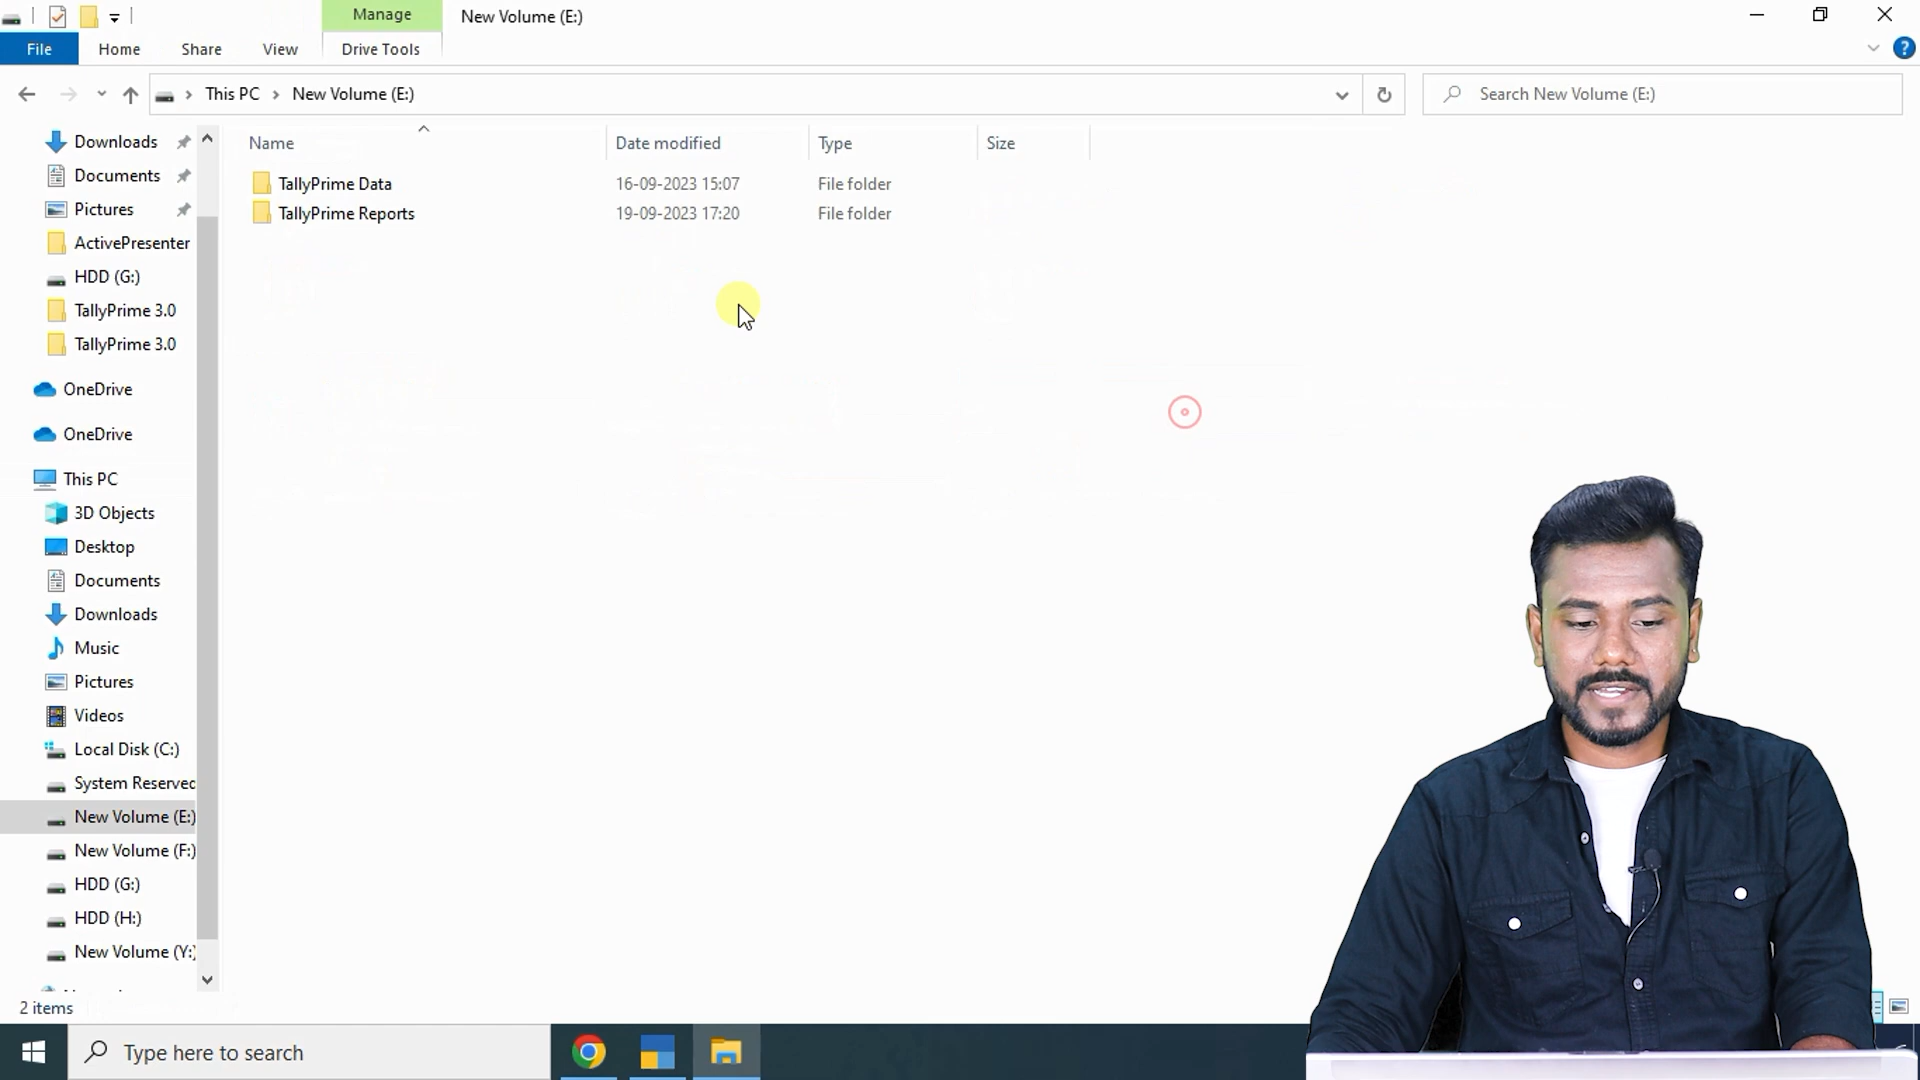 Manage
New Volume (E:)
File
Home
Share
View
Drive Tools
This PC
New Volume (E:)
Search New Volume (E:)
Name
Date modified
Type
Size
TallyPrime Data
16-09-2023 15:07
File folder
TallyPrime Reports
19-09-2023 17:20
File folder
Downloads
Documents
Pictures
ActivePresenter
HDD (G:)
TallyPrime 3.0
TallyPrime 3.0
OneDrive
OneDrive
This PC
3D Objects
Desktop
Documents
Downloads
Music
Pictures
Videos
Local Disk (C:)
System Reserved
New Volume (E:)
New Volume (F:)
HDD (G:)
HDD (H:)
New Volume (Y:)
2 items
Type here to search